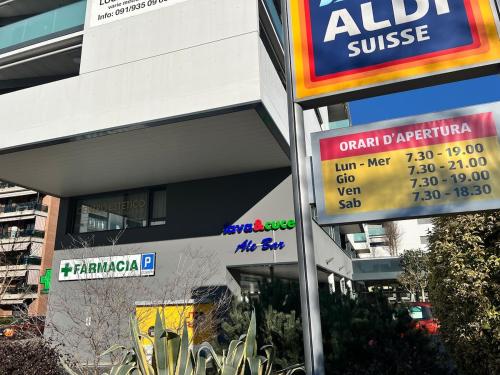 Info: 091/935 09 0
ALDI
SUISSE
ORARI D'APERTURA
Lun - Mer 7.30 - 19.00
Gio 7.30 - 21.00
Ven 7.30 - 19.00
Sab 7.30 - 18.30
lava&cuce
Ale Bar
FARMACIA P